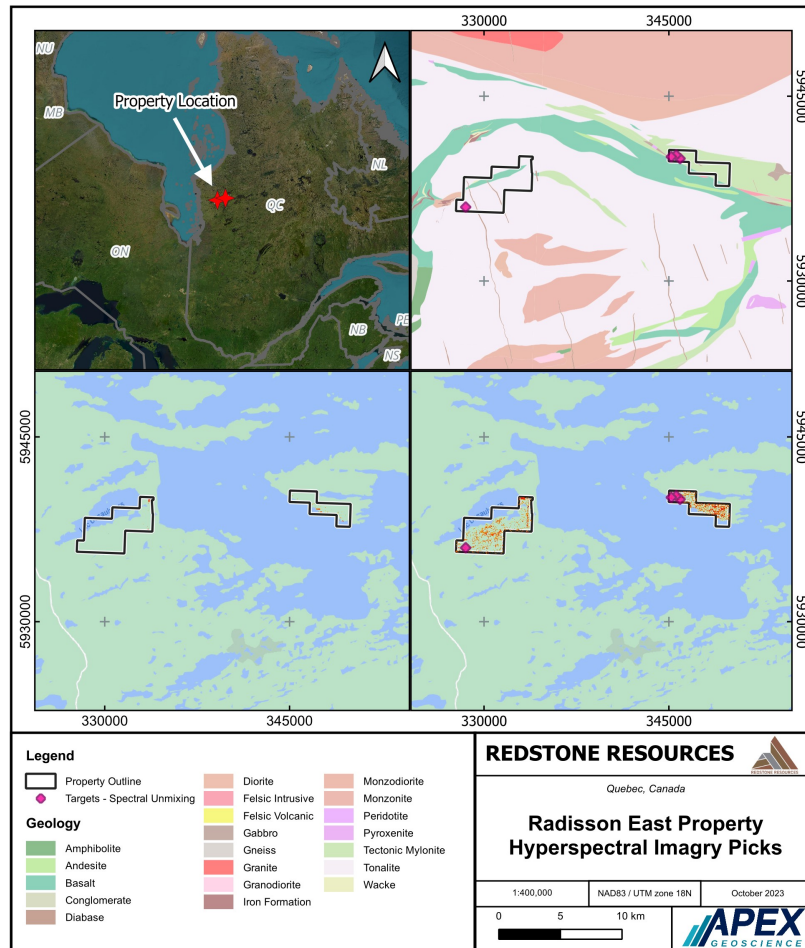 330000
345000
NU
MB
Property Location
NL
QC
ON
NB
PE
NS
5945000
5930000
5945000
5930000
5945000
5930000
330000
345000
330000
345000
Legend
Property Outline
Targets - Spectral Unmixing
Geology
Amphibolite
Andesite
Basalt
Conglomerate
Diabase
Diorite
Felsic Intrusive
Felsic Volcanic
Gabbro
Gneiss
Granite
Granodiorite
Iron Formation
Monzodiorite
Monzonite
Peridotite
Pyroxenite
Tectonic Mylonite
Tonalite
Wacke
REDSTONE RESOURCES
REDSTONE RESOURCES
Quebec, Canada
Radisson East Property
Hyperspectral Imagry Picks
1:400,000
NAD83 / UTM zone 18N
October 2023
0 5 10 km
APEX
GEOSCIENCE